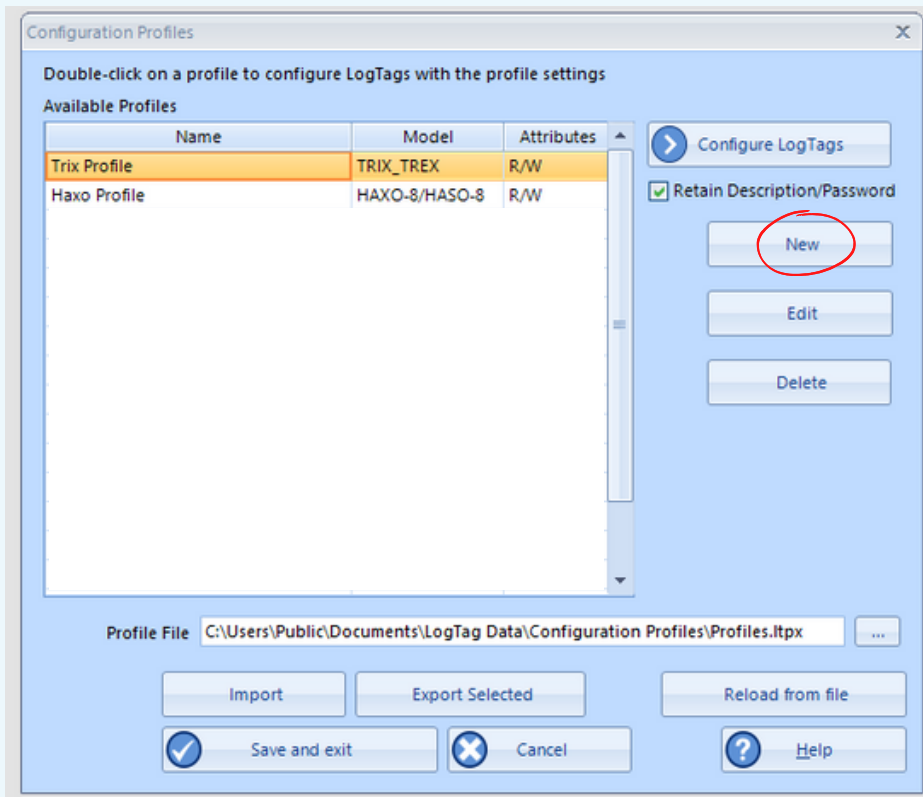 Configuration Profiles
Double-click on a profile to configure LogTags with the profile settings
Available Profiles
Name Model Attributes
Trix Profile TRIX_TREX R/W
Haxo Profile HAXO-8/HASO-8 R/W
Configure LogTags
Retain Description/Password
New
Edit
Delete
Profile File C:\Users\Public\Documents\LogTag Data\Configuration Profiles\Profiles.ltpx ...
Import Export Selected Reload from file
Save and exit Cancel ? Help